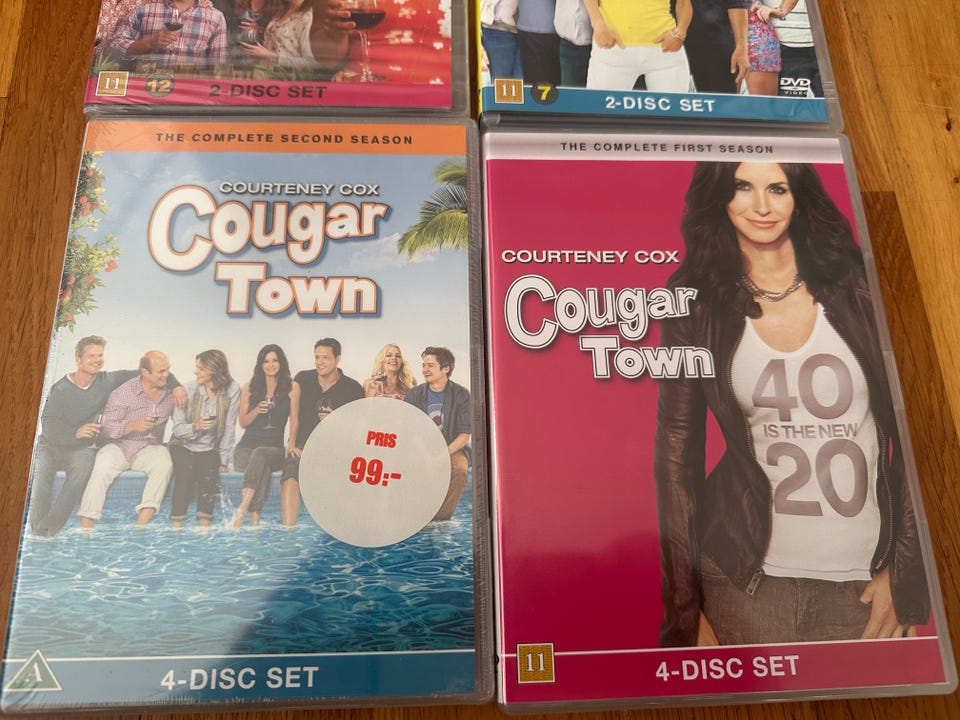 11
12
2-DISC SET
11
7
2-DISC SET
DVD
VIDEO
THE COMPLETE SECOND SEASON
COURTENEY COX
Cougar
Town
PRIS
99:-
A
4-DISC SET
THE COMPLETE FIRST SEASON
COURTENEY COX
Cougar
Town
40
IS THE NEW
20
11
4-DISC SET